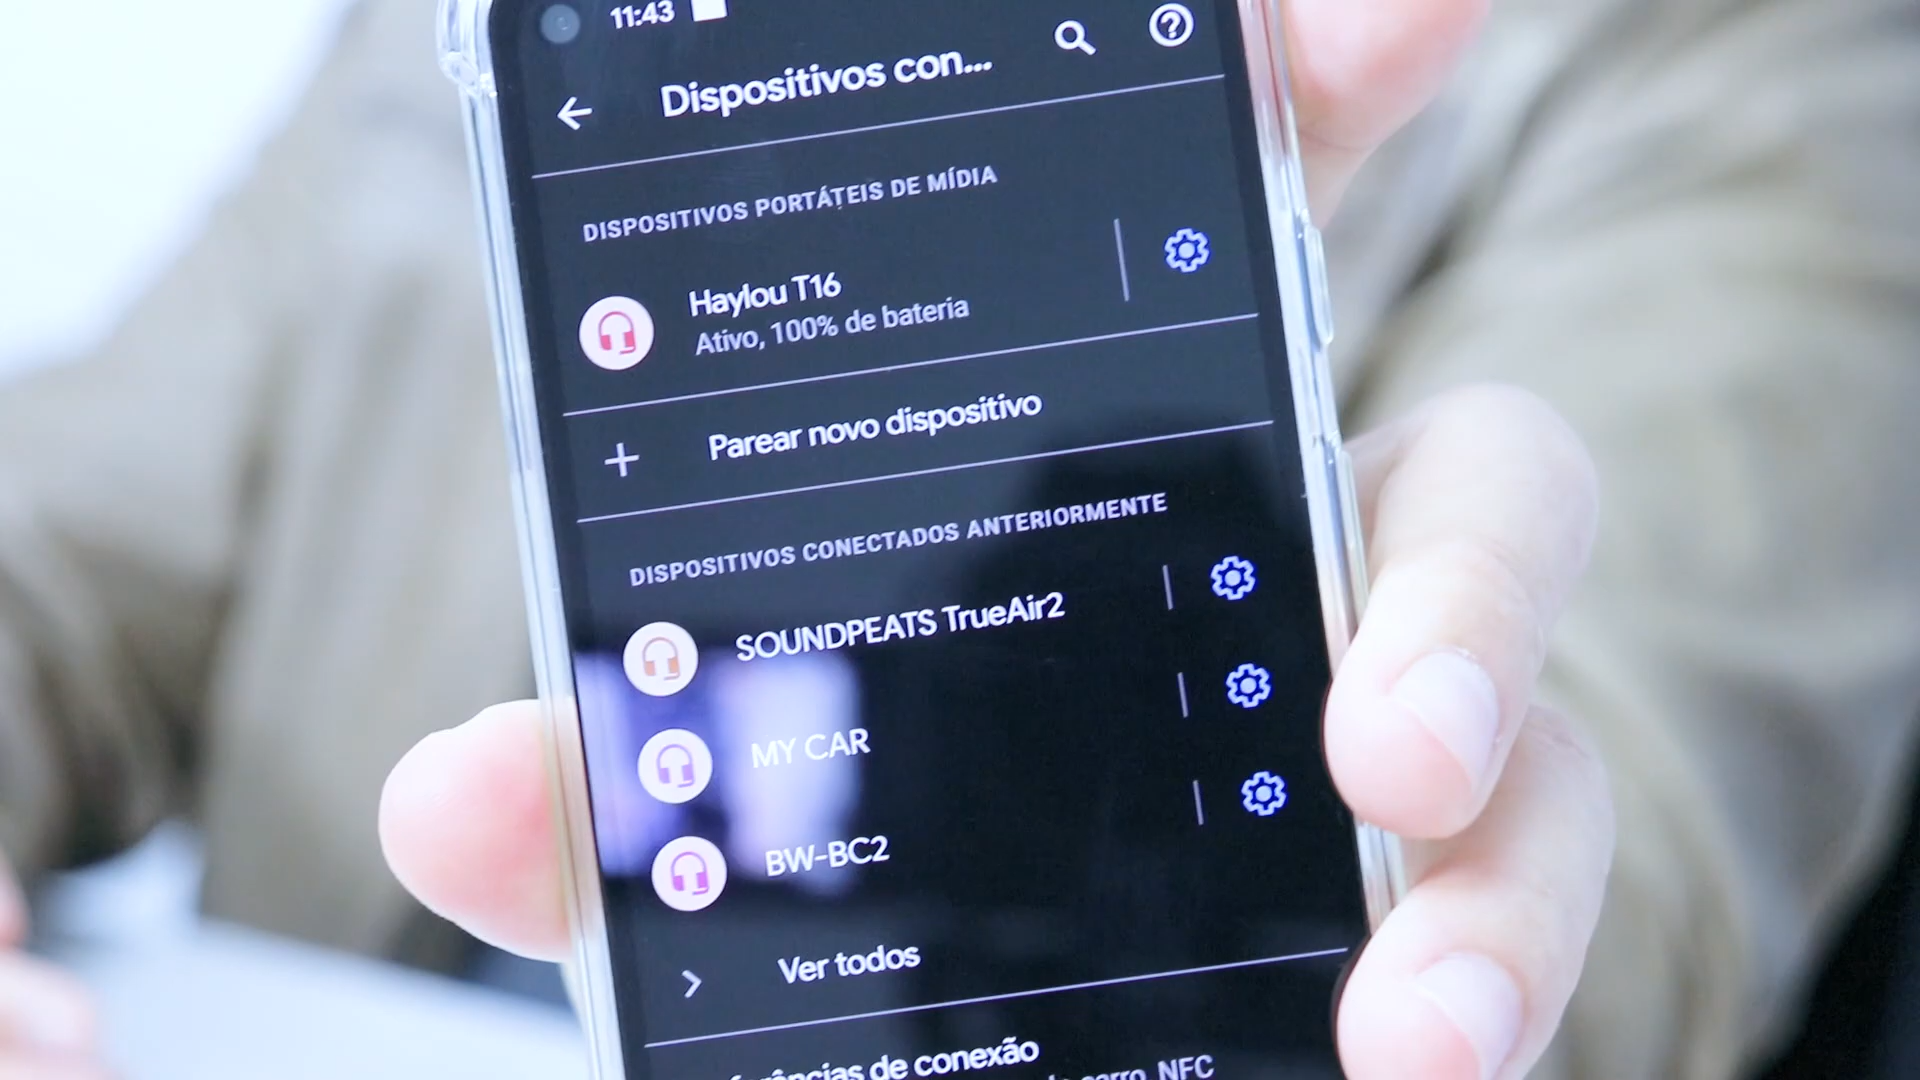 11:43
Dispositivos con...
DISPOSITIVOS PORTÁTEIS DE MÍDIA
Haylou T16
Ativo, 100% de bateria
Parear novo dispositivo
DISPOSITIVOS CONECTADOS ANTERIORMENTE
SOUNDPEATS TrueAir2
MY CAR
BW-BC2
Ver todos
de conexão
carro, NFC